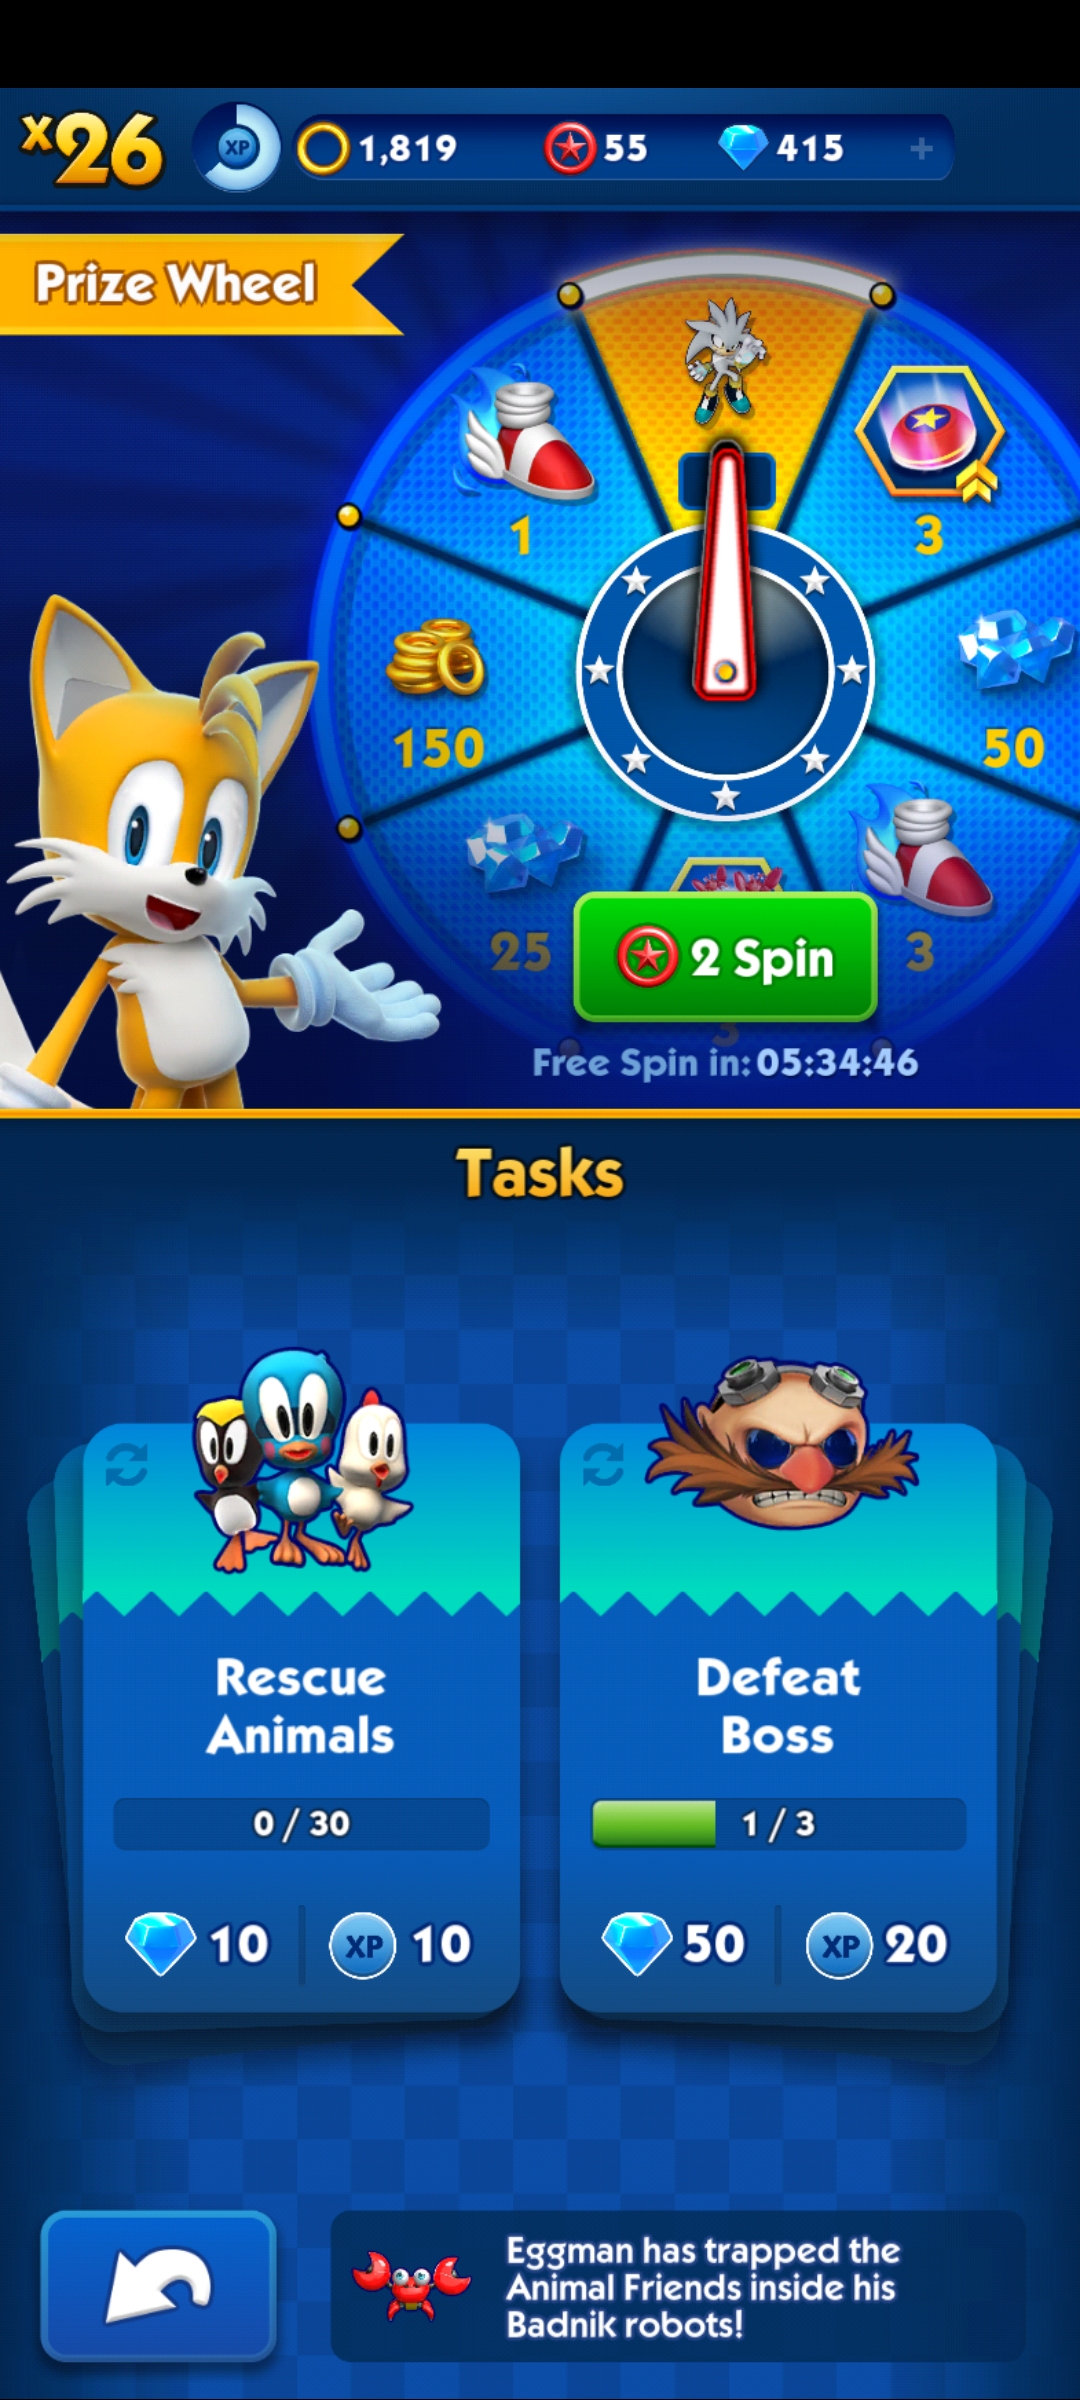 x26
XP
1,819
55
415
+
Prize Wheel
1
3
150
50
25
3
2 Spin
3
Free Spin in: 05:34:46
Tasks
Rescue
Animals
0 / 30
10
XP
10
Defeat
Boss
1 / 3
50
XP
20
Eggman has trapped the
Animal Friends inside his
Badnik robots!